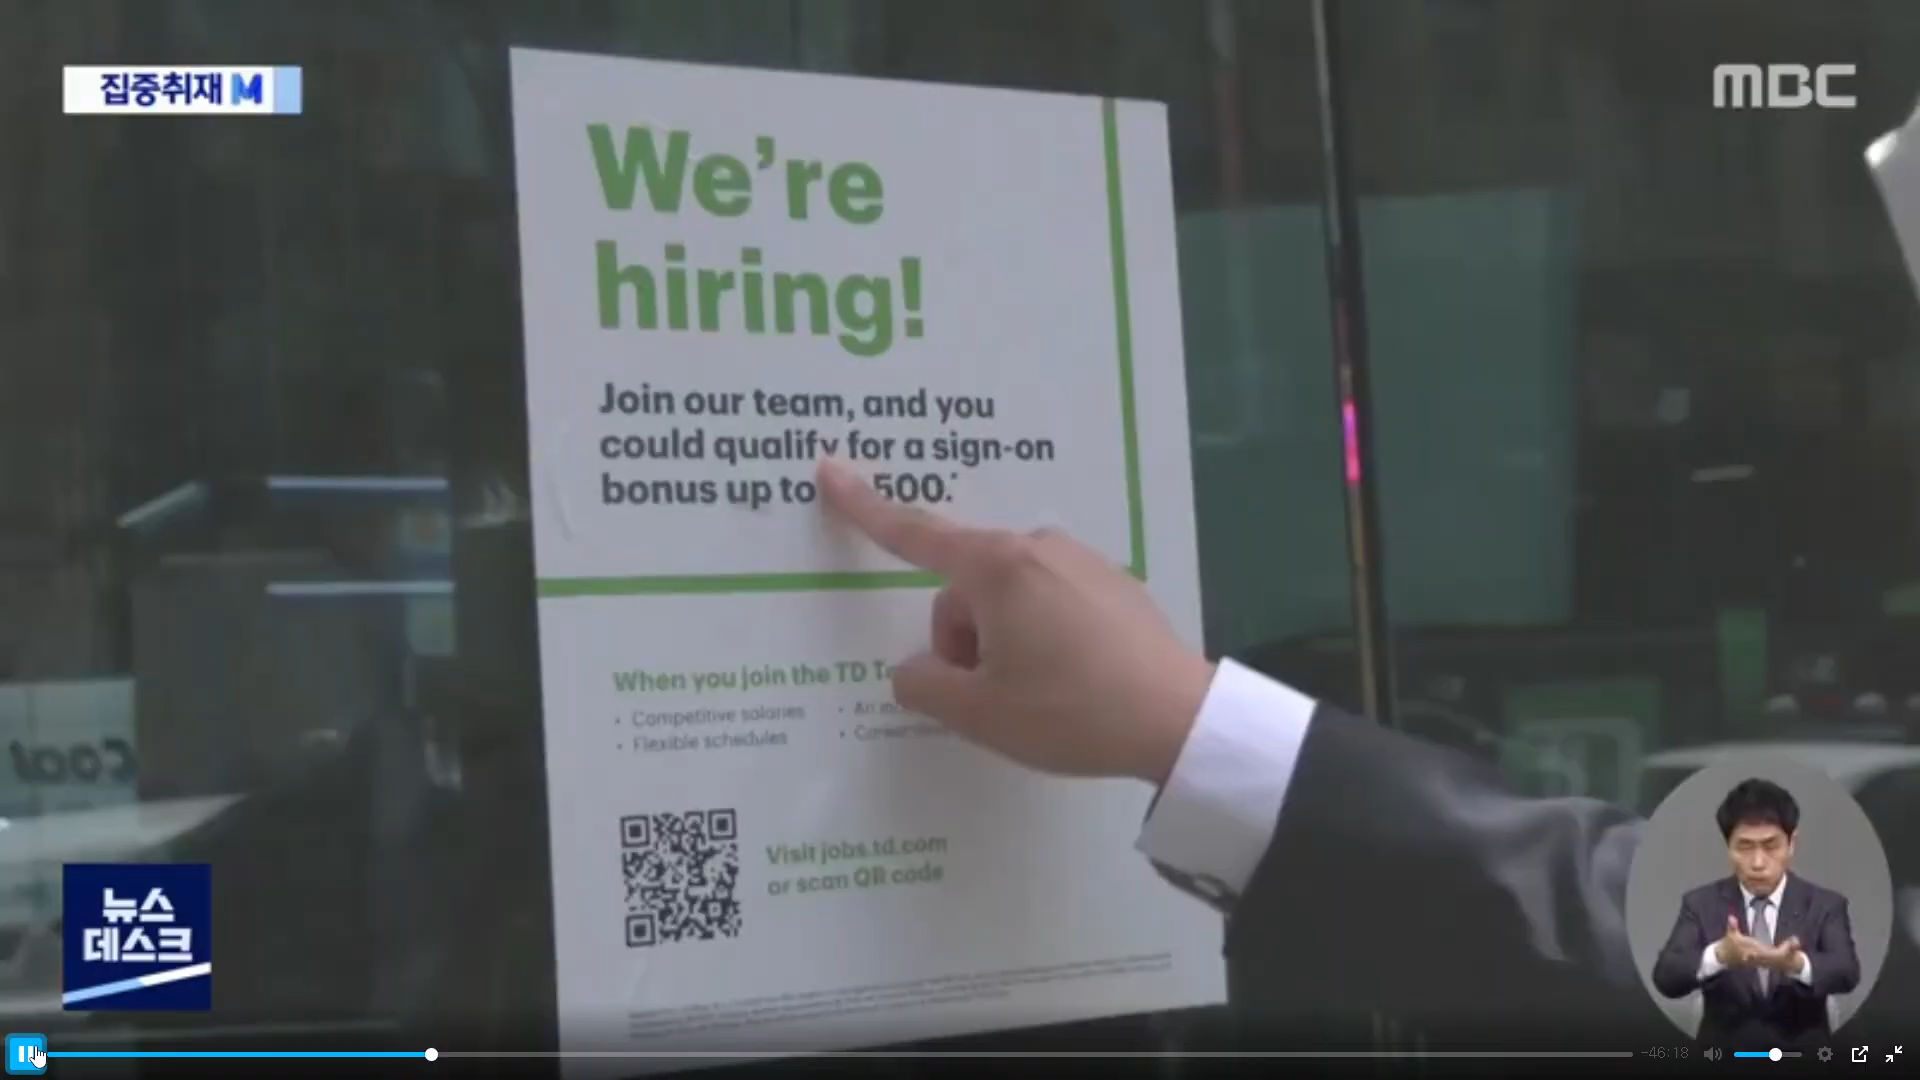 집중취재 M
MBC
We're
hiring!
Join our team, and you
could qualify for a sign-on
bonus up to 500.*
When you join the TD
• Competitive salaries
• Flexible schedules
• An
Visit jobs.td.com
or scan QR code
Cool
뉴스
데스크
-46:18